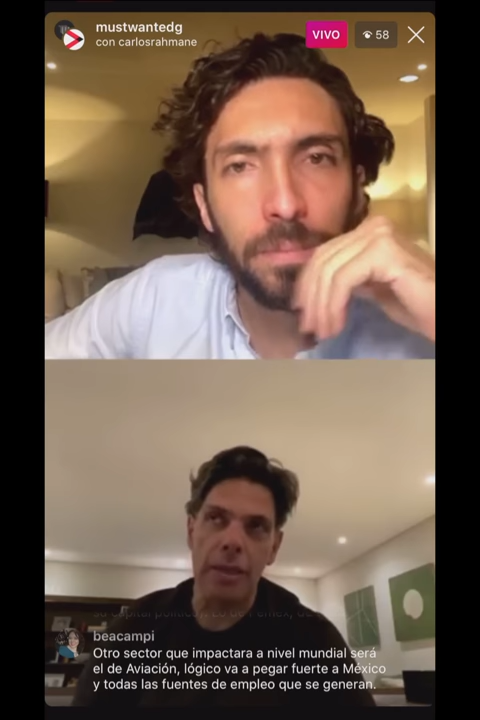 mustwantedg
VIVO
58
con carlosrahmane
beacampi
Otro sector que impactara a nivel mundial será
el de Aviación, lógico va a pegar fuerte a México
y todas las fuentes de empleo que se generan.